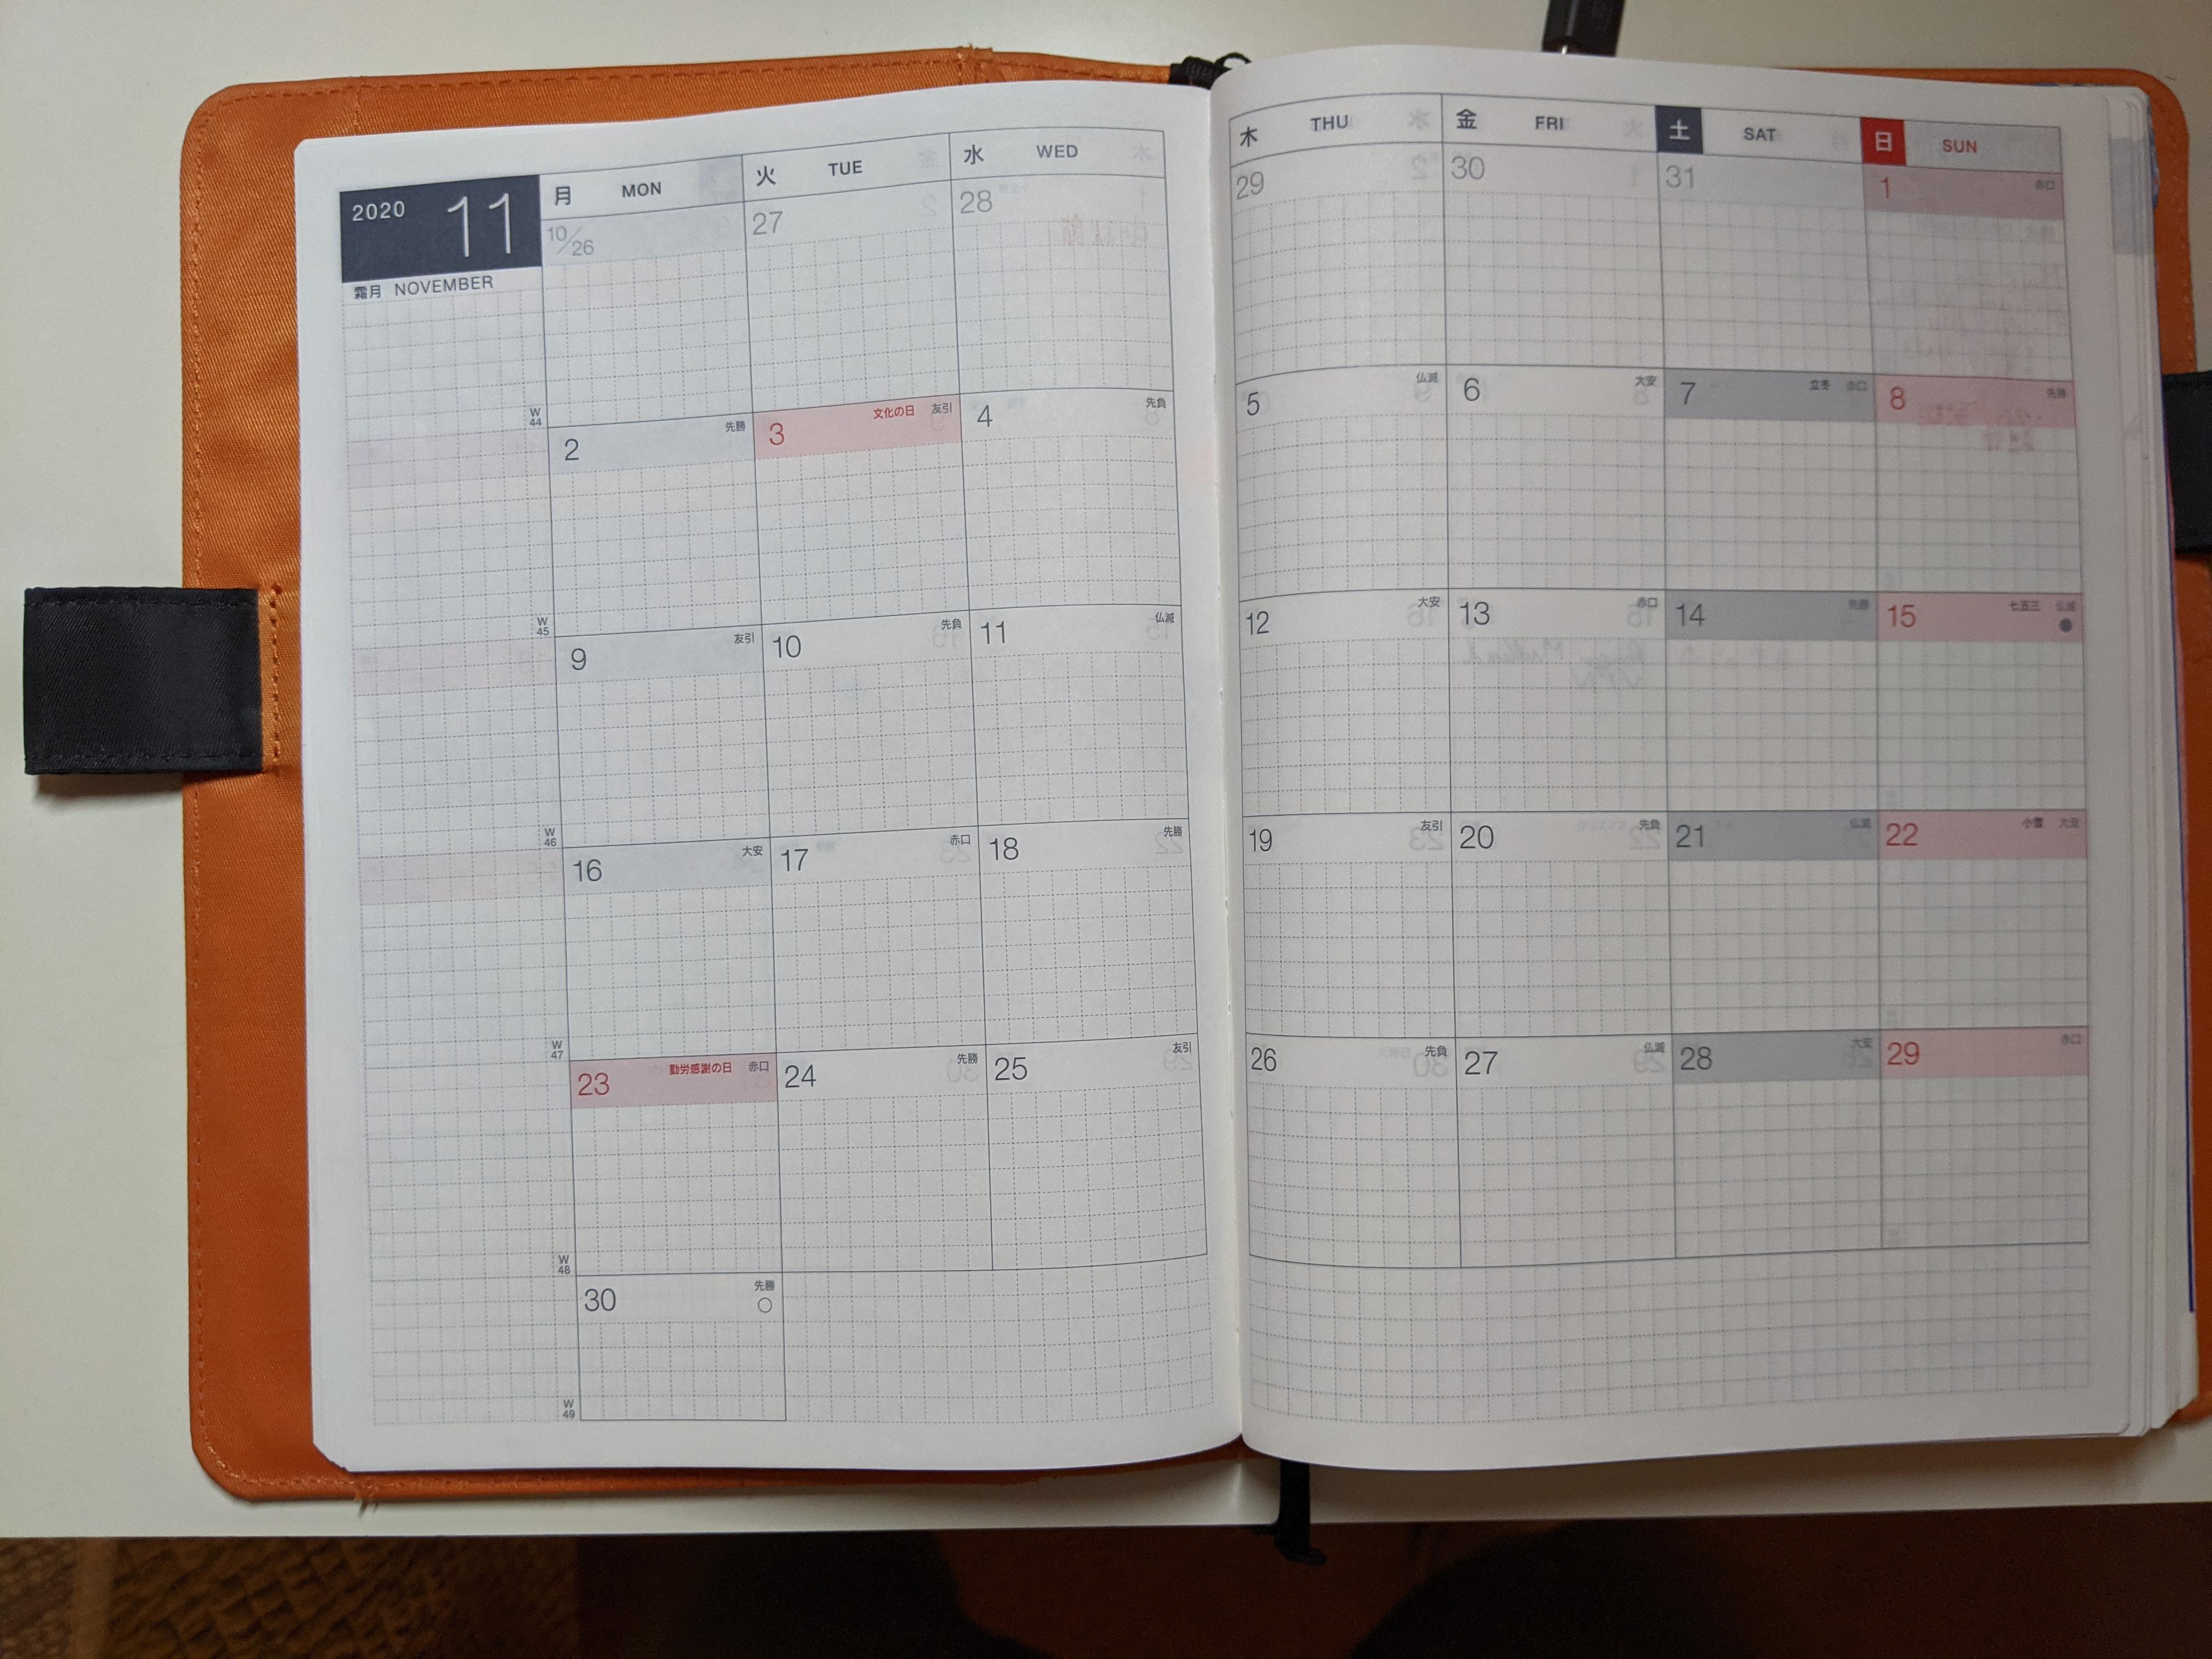 2020 11
霜月 NOVEMBER
月 MON 火 TUE 水 WED 木 THU 金 FRI 土 SAT 日 SUN
10/26 27 28 29 30 31 1 赤口
W 44
2 先勝 3 文化の日 友引 4 先負 5 仏滅 6 大安 7 立冬 赤口 8 先勝
W 45
9 友引 10 先負 11 仏滅 12 大安 13 赤口 14 先勝 15 七五三 仏滅
W 46
16 大安 17 赤口 18 先勝 19 友引 20 先負 21 仏滅 22 小雪 大安
W 47
23 勤労感謝の日 赤口 24 先勝 25 友引 26 先負 27 仏滅 28 大安 29 赤口
W 48
30 先勝
W 49